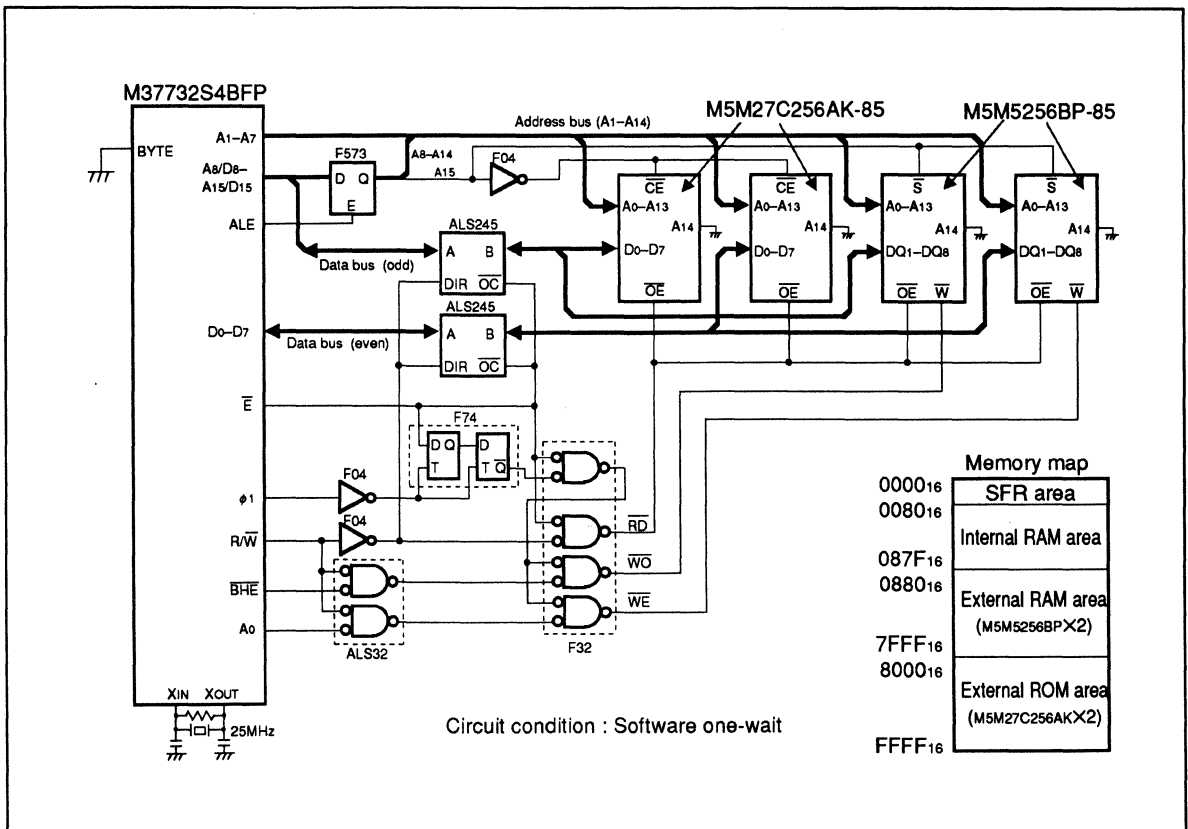 M37732S4BFP
BYTE
A1–A7
A8/D8–
A15/D15
ALE
D0–D7
E
φ1
R/W
BHE
A0
XIN XOUT
25MHz
Address bus (A1–A14)
F573
D Q
E
A8–A14
A15
F04
M5M27C256AK-85
M5M5256BP-85
CE
A0–A13
A14
D0–D7
OE
CE
A0–A13
A14
D0–D7
OE
S
A0–A13
A14
DQ1–DQ8
OE W
S
A0–A13
A14
DQ1–DQ8
OE W
ALS245
A B
DIR OC
Data bus (odd)
ALS245
A B
DIR OC
Data bus (even)
F74
D Q
T
D
T Q
F04
F04
ALS32
F32
RD
WO
WE
Circuit condition : Software one-wait
Memory map
0000₁₆
SFR area
0080₁₆
Internal RAM area
087F₁₆
0880₁₆
External RAM area
(M5M5256BP×2)
7FFF₁₆
8000₁₆
External ROM area
(M5M27C256AK×2)
FFFF₁₆